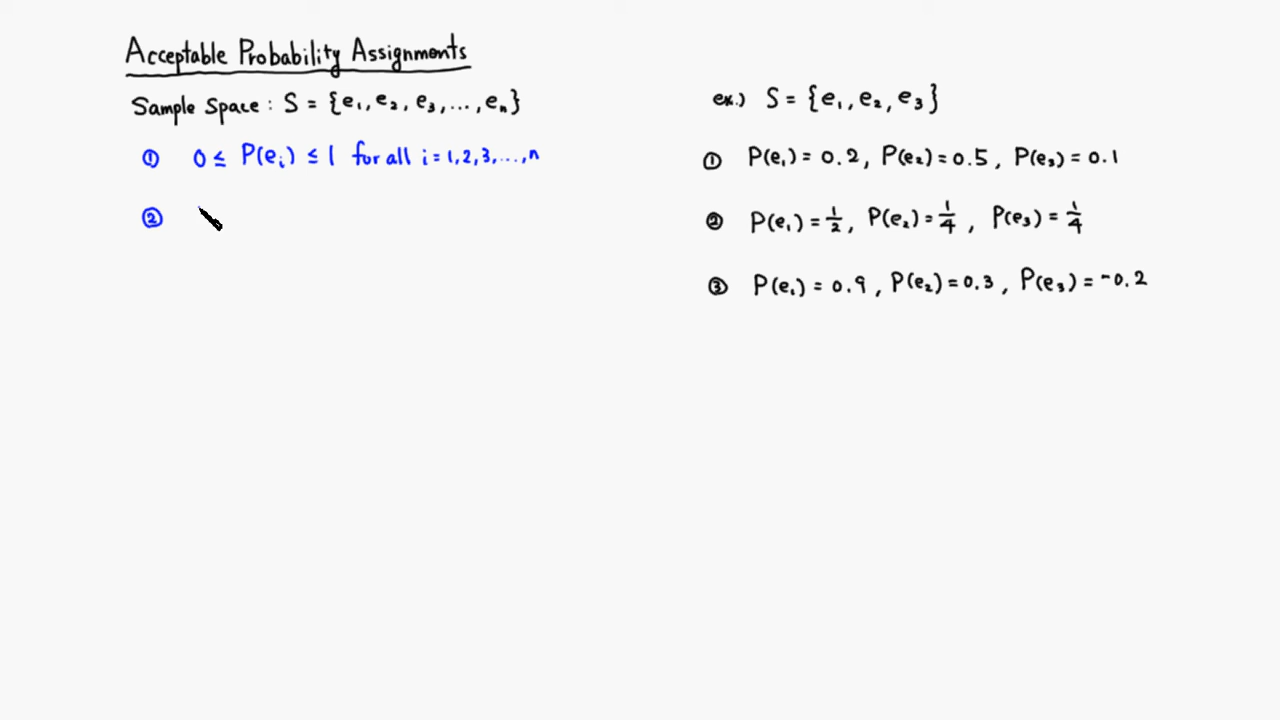 Acceptable Probability Assignments
Sample Space : S = {e₁, e₂, e₃, ..., eₙ}
① 0 ≤ P(eᵢ) ≤ 1 for all i = 1, 2, 3, ..., n
②
ex.) S = {e₁, e₂, e₃}
① P(e₁) = 0.2, P(e₂) = 0.5, P(e₃) = 0.1
② P(e₁) = 1/2, P(e₂) = 1/4, P(e₃) = 1/4
③ P(e₁) = 0.9, P(e₂) = 0.3, P(e₃) = -0.2